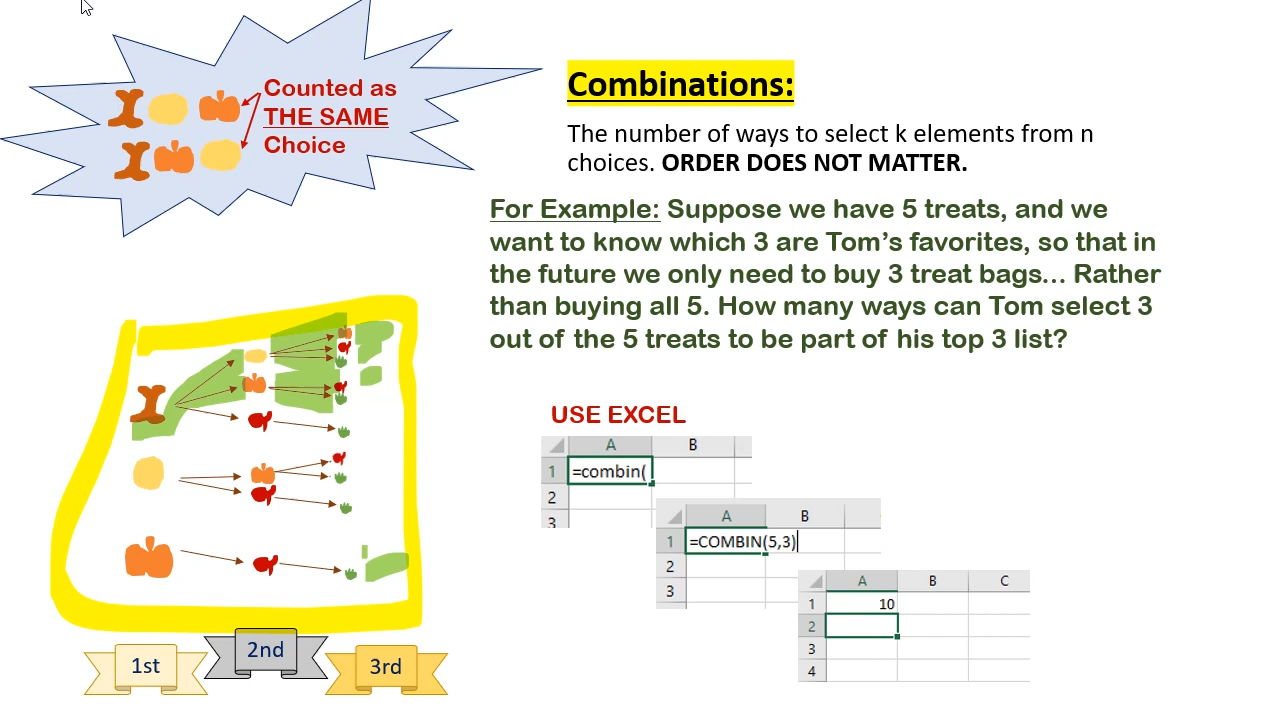 Counted as
THE SAME
Choice
Combinations:
The number of ways to select k elements from n
choices. ORDER DOES NOT MATTER.
For Example: Suppose we have 5 treats, and we
want to know which 3 are Tom’s favorites, so that in
the future we only need to buy 3 treat bags… Rather
than buying all 5. How many ways can Tom select 3
out of the 5 treats to be part of his top 3 list?
USE EXCEL
A B
1 =combin(
2
3
A B
1 =COMBIN(5,3)
2
3
A B C
1 10
2
3
4
1st
2nd
3rd